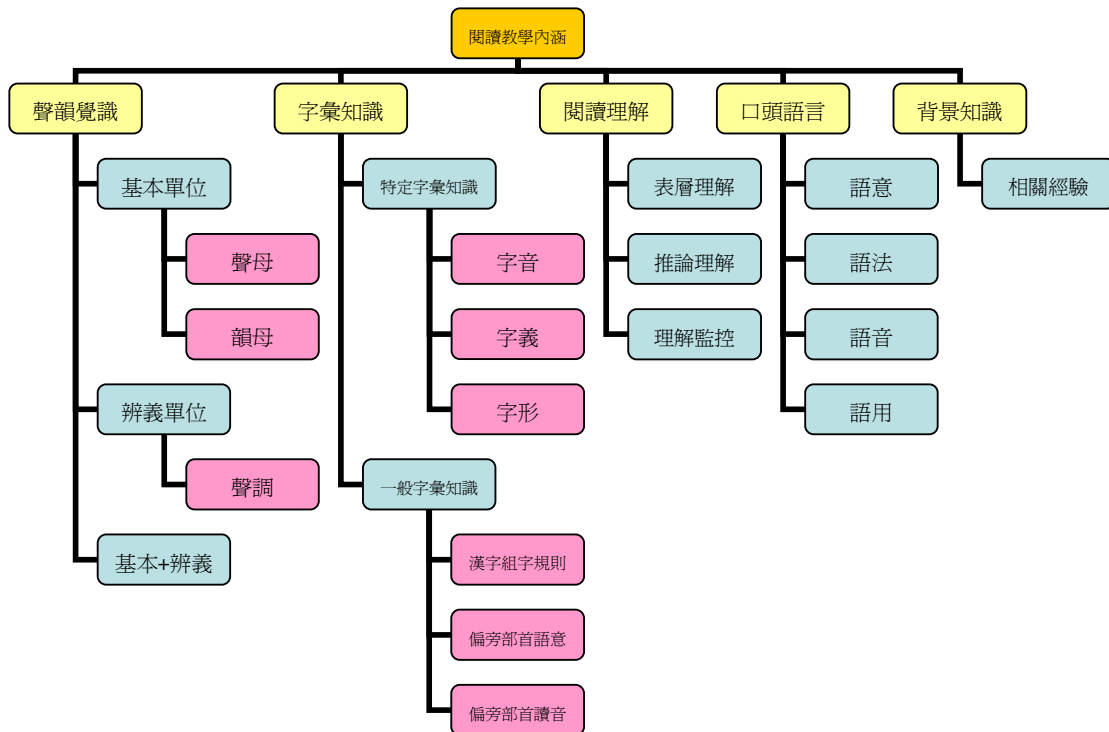 閱讀教學內涵
聲韻覺識
字彙知識
閱讀理解
口頭語言
背景知識
基本單位
特定字彙知識
表層理解
語意
相關經驗
聲母
字音
推論理解
語法
韻母
字義
理解監控
語音
辨義單位
字形
語用
聲調
一般字彙知識
基本+辨義
漢字組字規則
偏旁部首語意
偏旁部首讀音